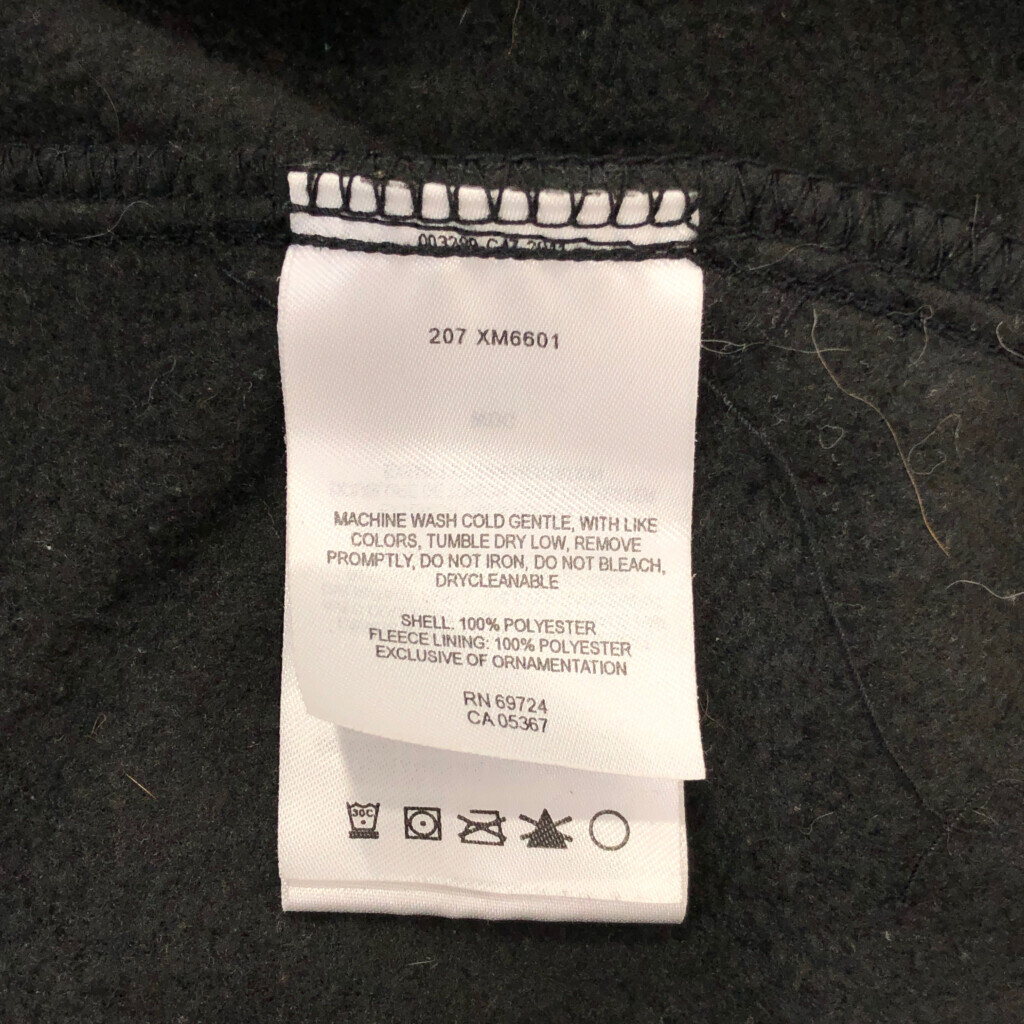 207 XM6601
MACHINE WASH COLD GENTLE, WITH LIKE
COLORS, TUMBLE DRY LOW, REMOVE
PROMPTLY, DO NOT IRON, DO NOT BLEACH,
DRYCLEANABLE
SHELL: 100% POLYESTER
FLEECE LINING: 100% POLYESTER
EXCLUSIVE OF ORNAMENTATION
RN 69724
CA 05367
30C